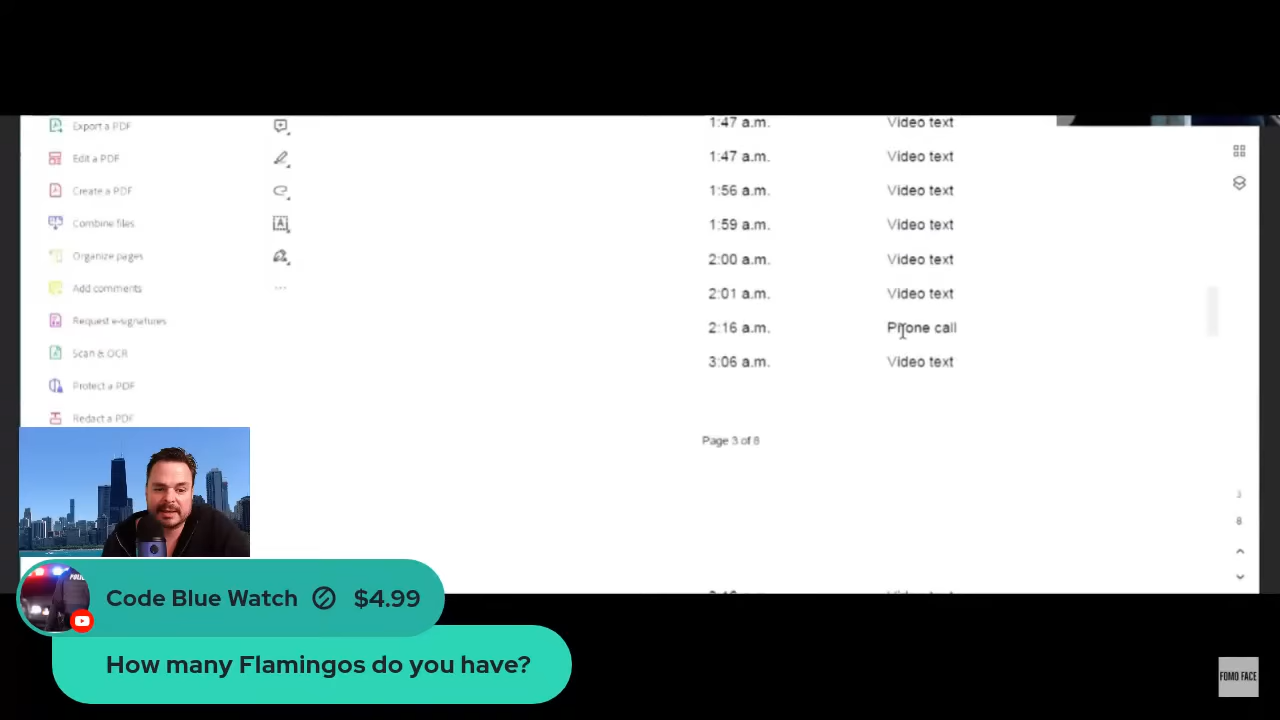 1:47 a.m. Video text
Export a PDF
Edit a PDF
1:47 a.m. Video text
Create a PDF
1:56 a.m. Video text
Combine files
1:59 a.m. Video text
Organize pages
2:00 a.m. Video text
Add comments
2:01 a.m. Video text
Request e-signatures
2:16 a.m. Phone call
Scan & OCR
3:06 a.m. Video text
Protect a PDF
Redact a PDF
Page 3 of 8
3
8
Code Blue Watch $4.99
How many Flamingos do you have?
FOMO FACE